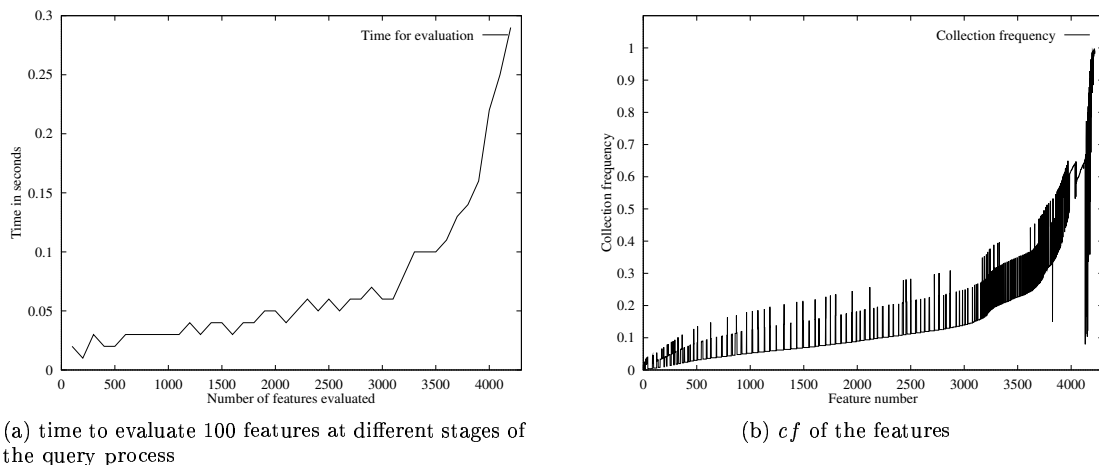 0.3
0.25
0.2
0.15
0.1
0.05
0
Time in seconds
Time for evaluation
0 500 1000 1500 2000 2500 3000 3500 4000
Number of features evaluated
(a) time to evaluate 100 features at different stages of
the query process
1
0.9
0.8
0.7
0.6
0.5
0.4
0.3
0.2
0.1
0
Collection frequency
Collection frequency
0 500 1000 1500 2000 2500 3000 3500 4000
Feature number
(b) cf of the features